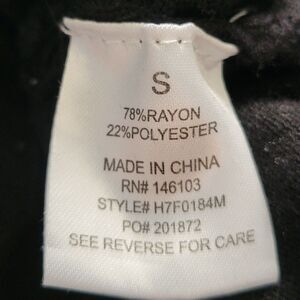 S
78%RAYON
22%POLYESTER
MADE IN CHINA
RN# 146103
STYLE# H7F0184M
PO# 201872
SEE REVERSE FOR CARE